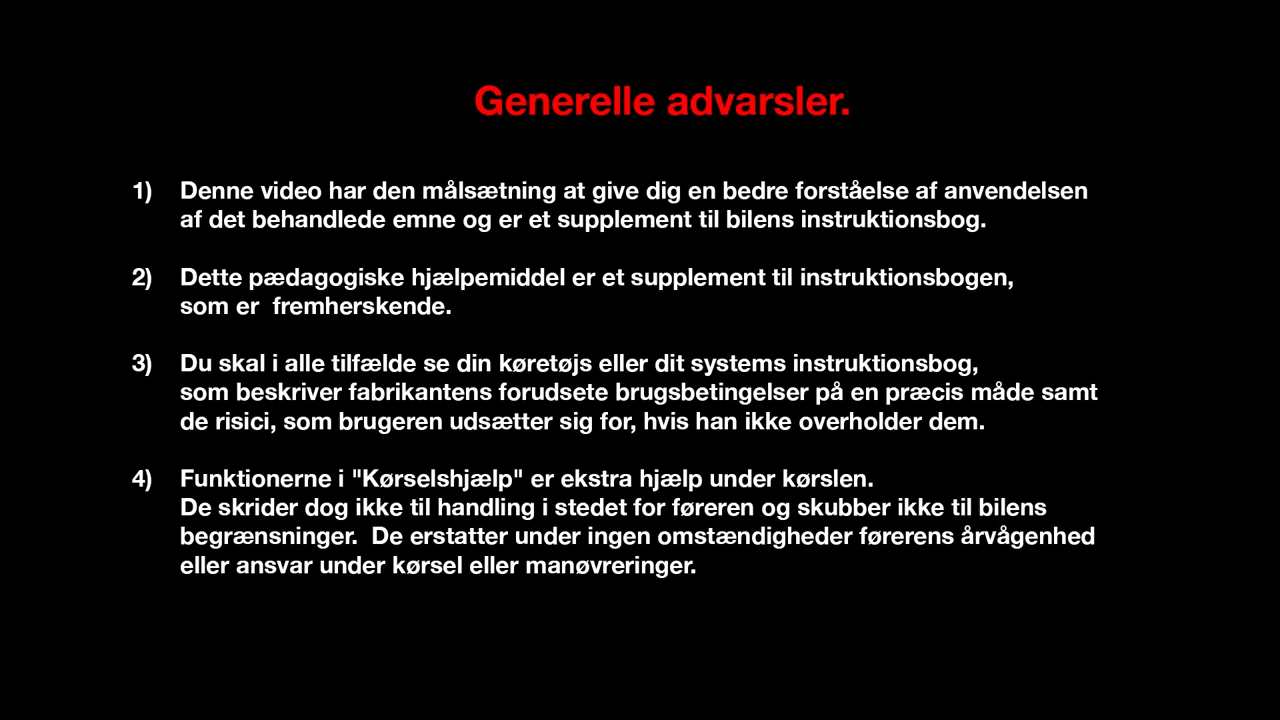 Generelle advarsler.
1) Denne video har den målsætning at give dig en bedre forståelse af anvendelsen
af det behandlede emne og er et supplement til bilens instruktionsbog.
2) Dette pædagogiske hjælpemiddel er et supplement til instruktionsbogen,
som er  fremherskende.
3) Du skal i alle tilfælde se din køretøjs eller dit systems instruktionsbog,
som beskriver fabrikantens forudsete brugsbetingelser på en præcis måde samt
de risici, som brugeren udsætter sig for, hvis han ikke overholder dem.
4) Funktionerne i "Kørselshjælp" er ekstra hjælp under kørslen.
De skrider dog ikke til handling i stedet for føreren og skubber ikke til bilens
begrænsninger.  De erstatter under ingen omstændigheder førerens årvågenhed
eller ansvar under kørsel eller manøvreringer.